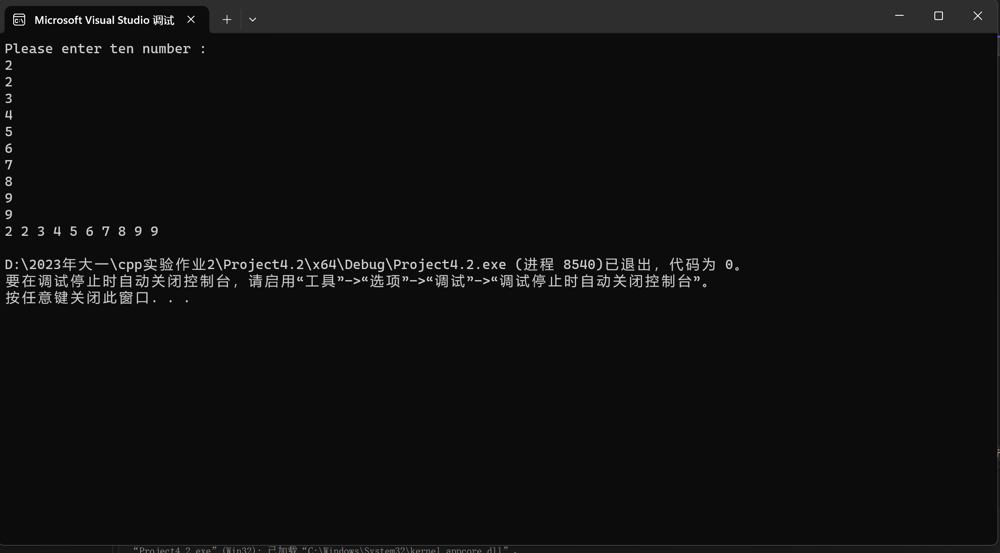 Microsoft Visual Studio 调试
Please enter ten number :
2
2
3
4
5
6
7
8
9
9
2 2 3 4 5 6 7 8 9 9
D:\2023年大一\cpp实验作业2\Project4.2\x64\Debug\Project4.2.exe (进程 8540)已退出，代码为 0。
要在调试停止时自动关闭控制台，请启用“工具”->“选项”->“调试”->“调试停止时自动关闭控制台”。
按任意键关闭此窗口. . .
“Project4.2.exe”(Win32): 已加载“C:\Windows\System32\kernel.appcore.dll”。